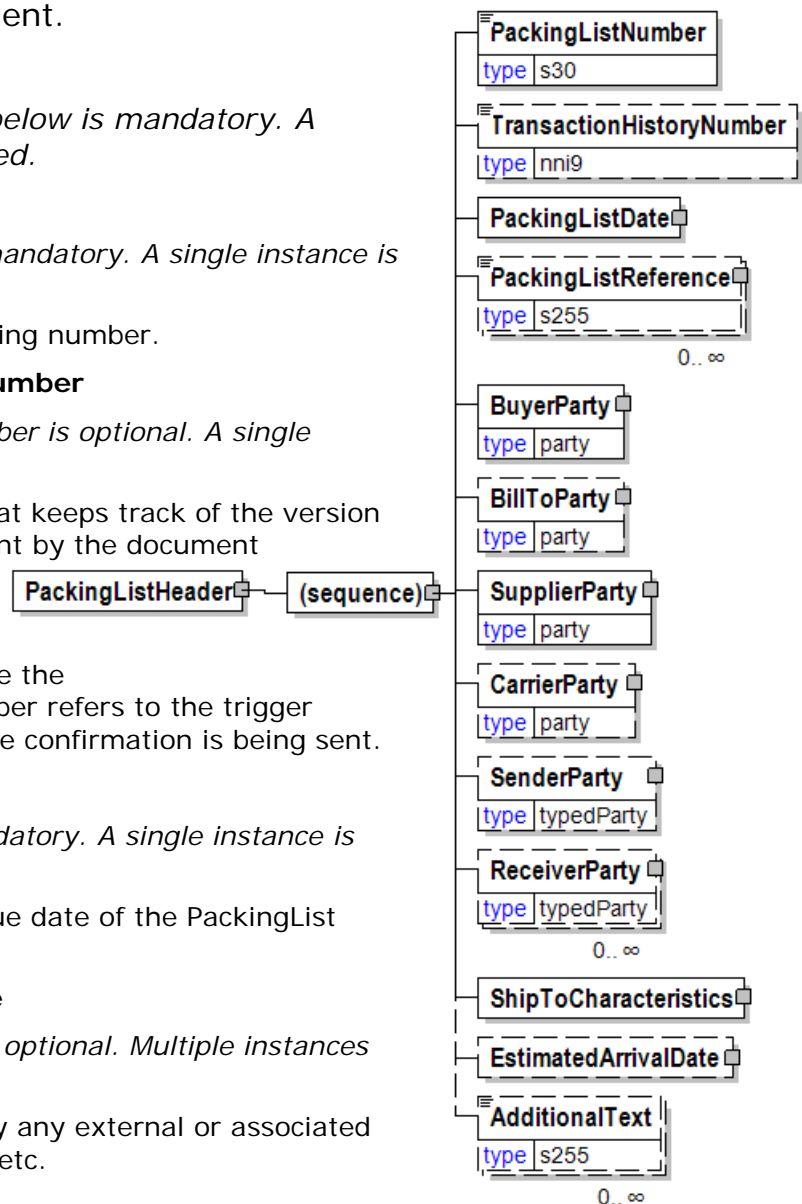 ent.
below is mandatory. A
ed.
mandatory. A single instance is
ing number.
umber
ber is optional. A single
at keeps track of the version
nt by the document
e the
ber refers to the trigger
e confirmation is being sent.
datory. A single instance is
ue date of the PackingList
e
optional. Multiple instances
y any external or associated
etc.
PackingListHeader
(sequence)
PackingListNumber
type s30
TransactionHistoryNumber
type nni9
PackingListDate
PackingListReference
type s255
0.. ∞
BuyerParty
type party
BillToParty
type party
SupplierParty
type party
CarrierParty
type party
SenderParty
type typedParty
ReceiverParty
type typedParty
0.. ∞
ShipToCharacteristics
EstimatedArrivalDate
AdditionalText
type s255
0.. ∞